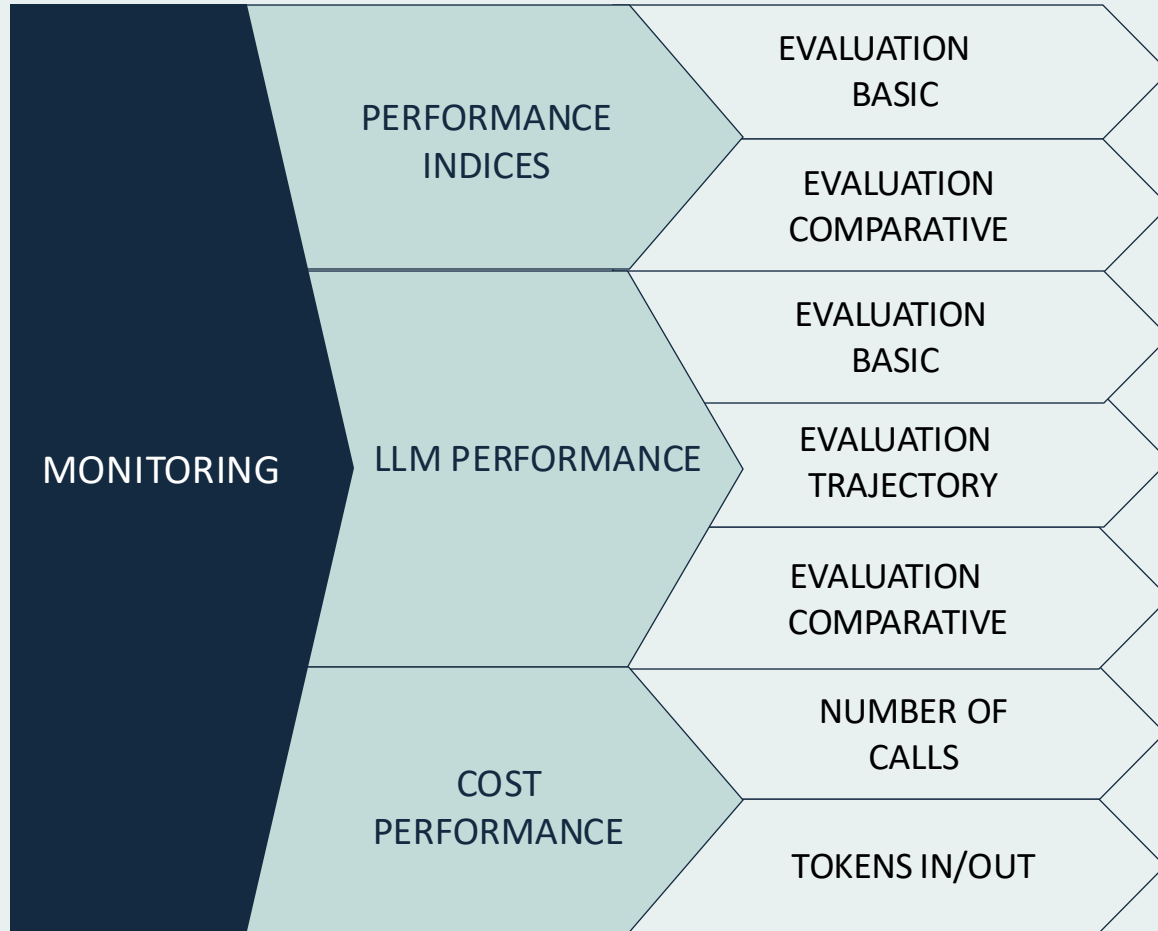 MONITORING
PERFORMANCE
INDICES
EVALUATION
BASIC
EVALUATION
COMPARATIVE
LLM PERFORMANCE
EVALUATION
BASIC
EVALUATION
TRAJECTORY
EVALUATION
COMPARATIVE
COST
PERFORMANCE
NUMBER OF
CALLS
TOKENS IN/OUT